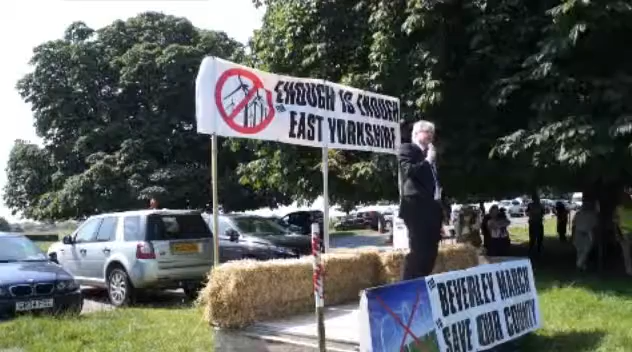 ENOUGH IS ENOUGH
EAST YORKSHIRE
BEVERLEY MARCH
SAVE OUR COUNTY